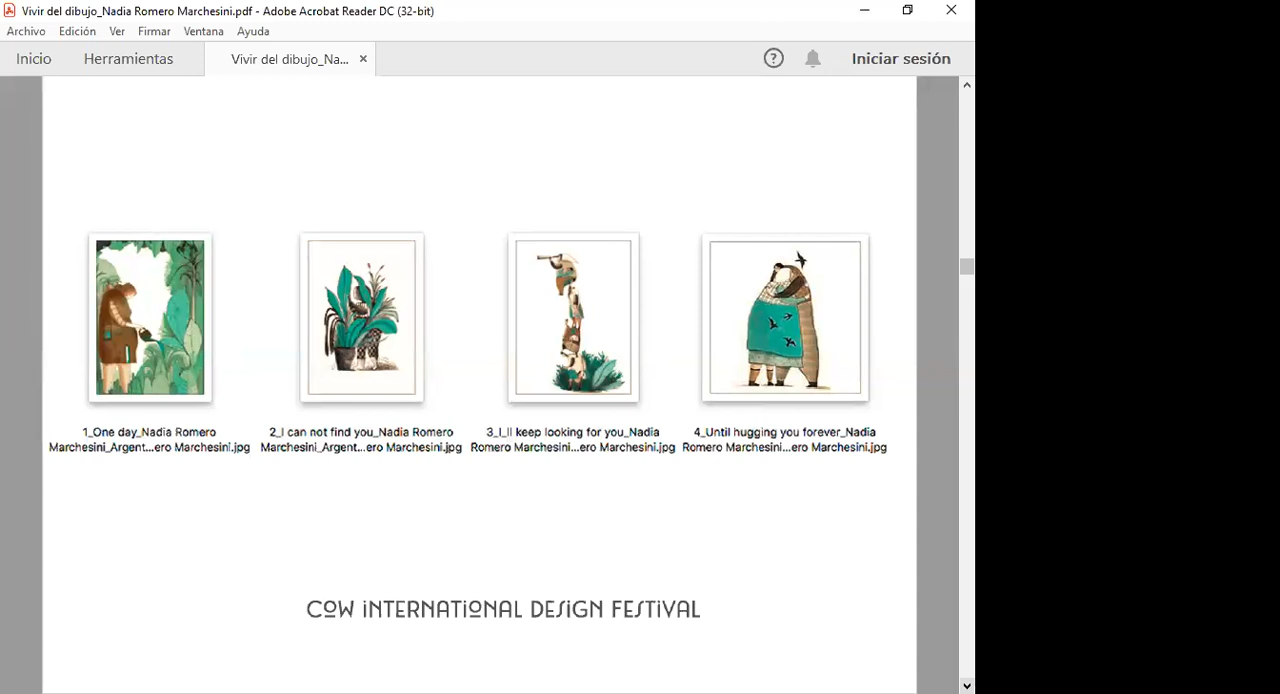 Vivir del dibujo_Nadia Romero Marchesini.pdf - Adobe Acrobat Reader DC (32-bit)
Archivo Edición Ver Firmar Ventana Ayuda
Inicio Herramientas Vivir del dibujo_Na... × ? Iniciar sesión
1_One day_Nadia Romero
Marchesini_Argent...ero Marchesini.jpg
2_I can not find you_Nadia Romero
Marchesini_Argent...ero Marchesini.jpg
3_I_ll keep looking for you_Nadia
Romero Marchesini...ero Marchesini.jpg
4_Until hugging you forever_Nadia
Romero Marchesini...ero Marchesini.jpg
COW INTERNATIONAL DESIGN FESTIVAL